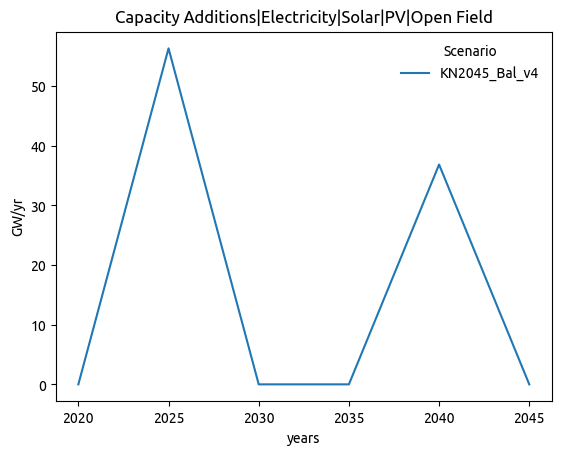 Capacity Additions|Electricity|Solar|PV|Open Field
Scenario
KN2045_Bal_v4
GW/yr
50
40
30
20
10
0
2020 2025 2030 2035 2040 2045
years